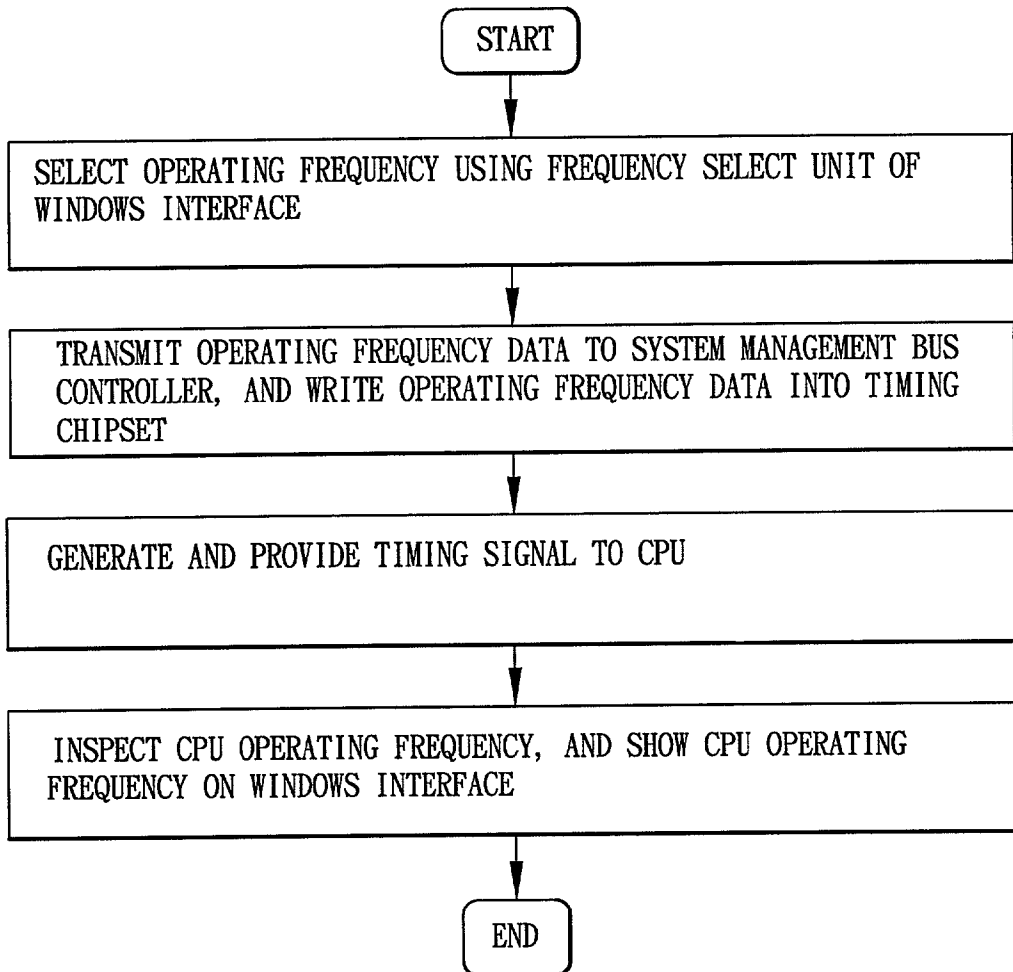 START
SELECT OPERATING FREQUENCY USING FREQUENCY SELECT UNIT OF
WINDOWS INTERFACE
TRANSMIT OPERATING FREQUENCY DATA TO SYSTEM MANAGEMENT BUS
CONTROLLER, AND WRITE OPERATING FREQUENCY DATA INTO TIMING
CHIPSET
GENERATE AND PROVIDE TIMING SIGNAL TO CPU
INSPECT CPU OPERATING FREQUENCY, AND SHOW CPU OPERATING
FREQUENCY ON WINDOWS INTERFACE
END